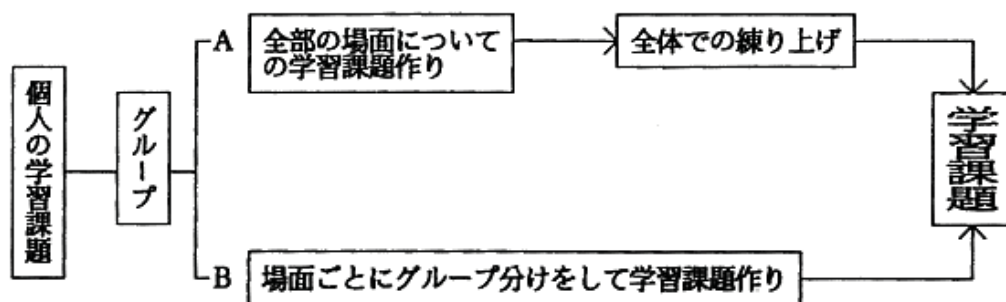 個人の学習課題
グループ
A
全部の場面について
の学習課題作り
全体での練り上げ
学習課題
B
場面ごとにグループ分けをして学習課題作り